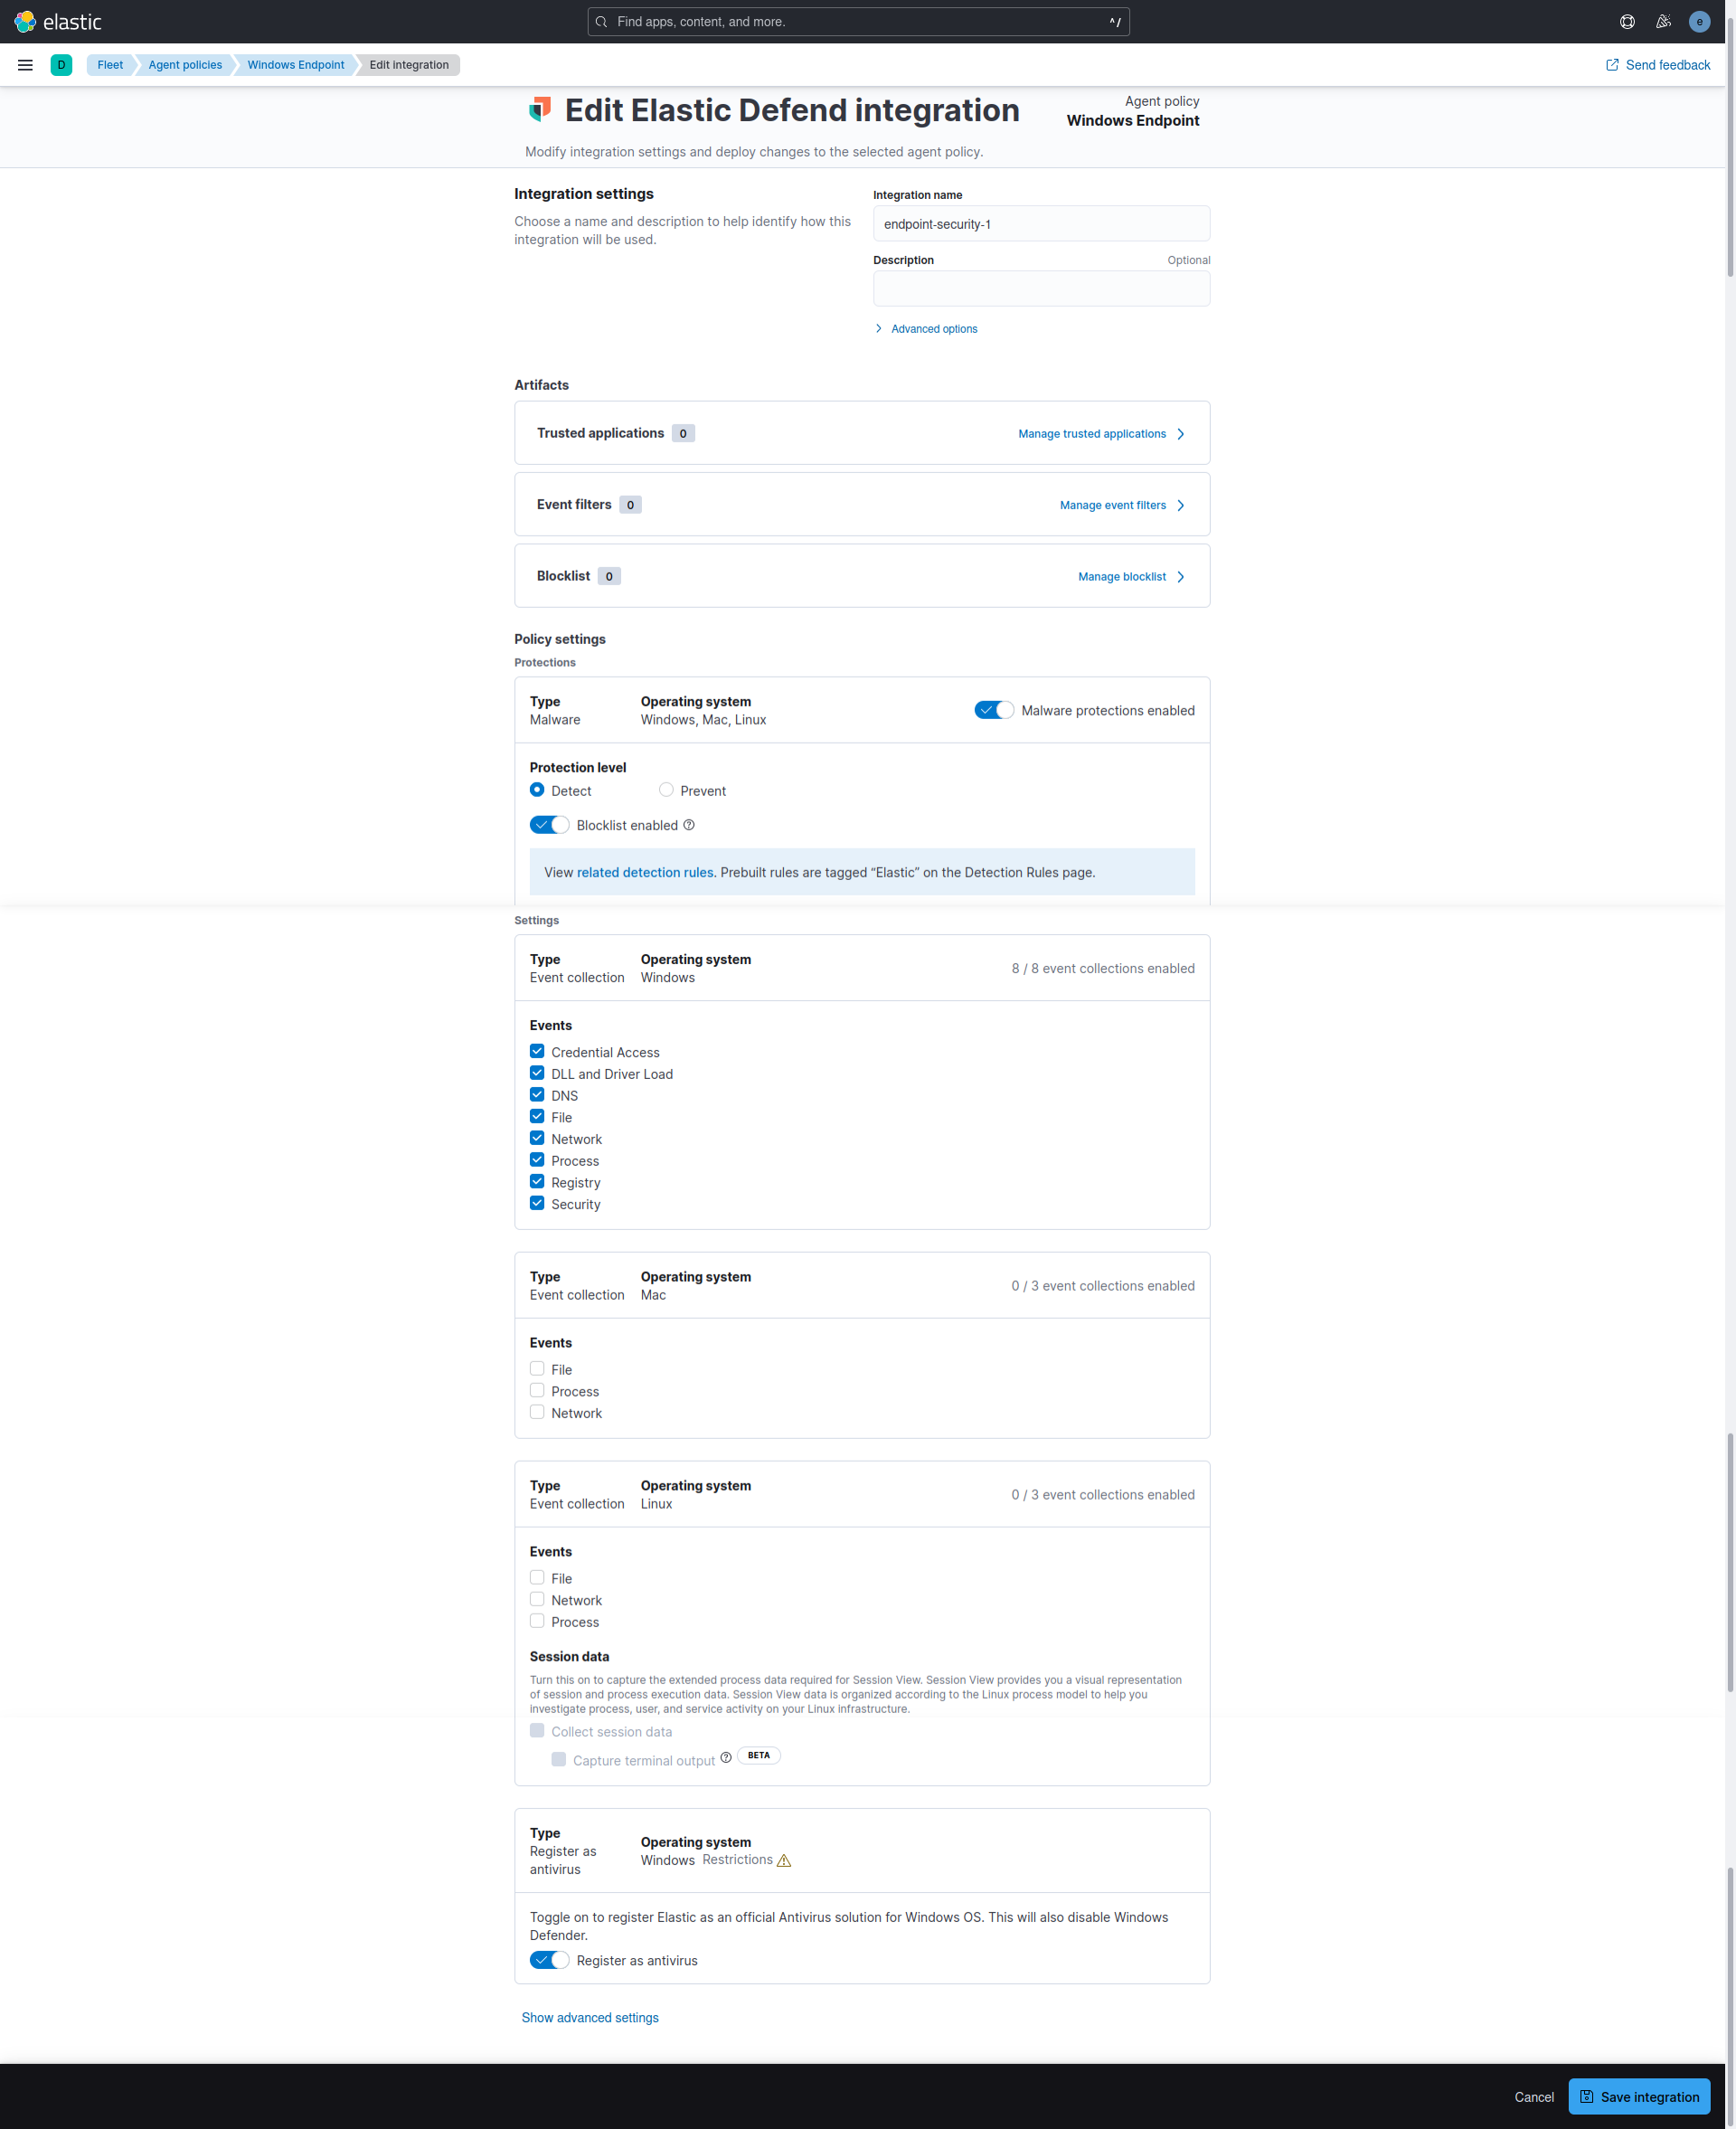 elastic
Find apps, content, and more.
^/
e
D
Fleet
Agent policies
Windows Endpoint
Edit integration
Send feedback
Edit Elastic Defend integration
Agent policy
Windows Endpoint
Modify integration settings and deploy changes to the selected agent policy.
Integration settings
Choose a name and description to help identify how this
integration will be used.
Integration name
endpoint-security-1
Description
Optional
Advanced options
Artifacts
Trusted applications 0
Manage trusted applications
Event filters 0
Manage event filters
Blocklist 0
Manage blocklist
Policy settings
Protections
Type
Malware
Operating system
Windows, Mac, Linux
Malware protections enabled
Protection level
Detect
Prevent
Blocklist enabled
View related detection rules. Prebuilt rules are tagged “Elastic” on the Detection Rules page.
Settings
Type
Event collection
Operating system
Windows
8 / 8 event collections enabled
Events
Credential Access
DLL and Driver Load
DNS
File
Network
Process
Registry
Security
Type
Event collection
Operating system
Mac
0 / 3 event collections enabled
Events
File
Process
Network
Type
Event collection
Operating system
Linux
0 / 3 event collections enabled
Events
File
Network
Process
Session data
Turn this on to capture the extended process data required for Session View. Session View provides you a visual representation
of session and process execution data. Session View data is organized according to the Linux process model to help you
investigate process, user, and service activity on your Linux infrastructure.
Collect session data
Capture terminal output
BETA
Type
Register as
antivirus
Operating system
Windows Restrictions
Toggle on to register Elastic as an official Antivirus solution for Windows OS. This will also disable Windows
Defender.
Register as antivirus
Show advanced settings
Cancel
Save integration